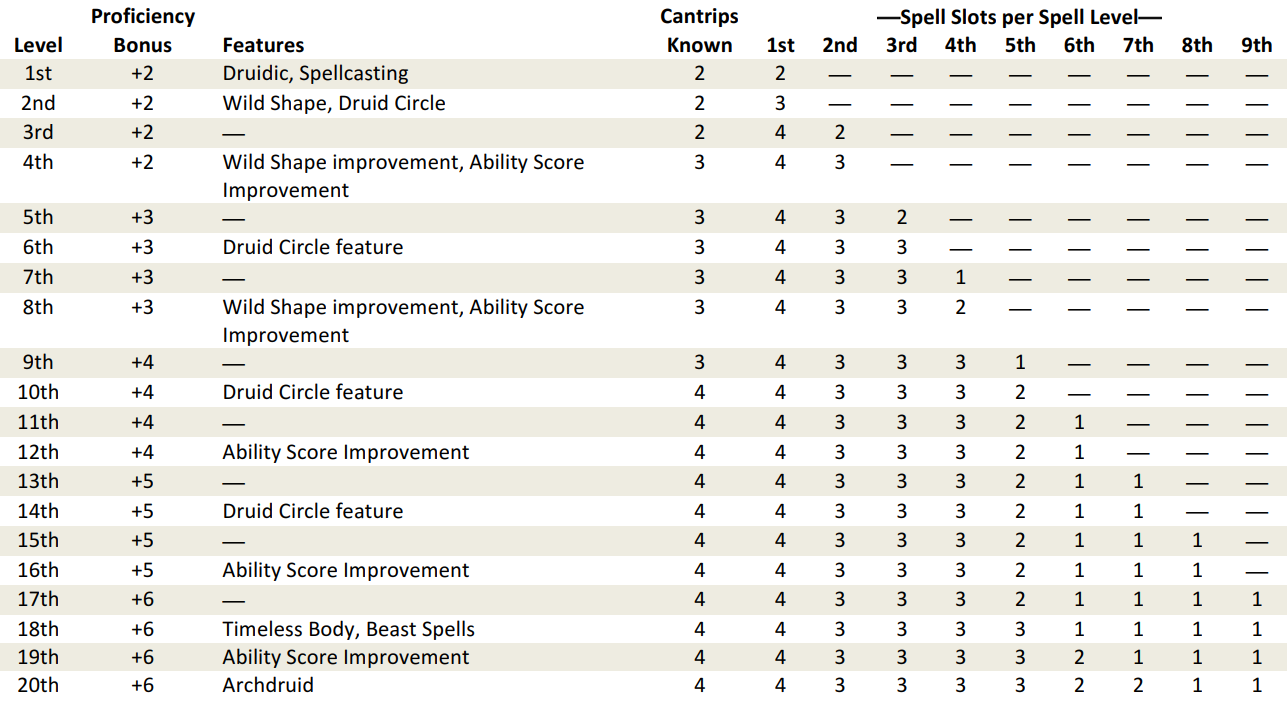 Proficiency Cantrips —Spell Slots per Spell Level—
Level Bonus Features Known 1st 2nd 3rd 4th 5th 6th 7th 8th 9th
1st +2 Druidic, Spellcasting 2 2 — — — — — — — —
2nd +2 Wild Shape, Druid Circle 2 3 — — — — — — — —
3rd +2 — 2 4 2 — — — — — — —
4th +2 Wild Shape improvement, Ability Score 3 4 3 — — — — — — —
Improvement
5th +3 — 3 4 3 2 — — — — — —
6th +3 Druid Circle feature 3 4 3 3 — — — — — —
7th +3 — 3 4 3 3 1 — — — — —
8th +3 Wild Shape improvement, Ability Score 3 4 3 3 2 — — — — —
Improvement
9th +4 — 3 4 3 3 3 1 — — — —
10th +4 Druid Circle feature 4 4 3 3 3 2 — — — —
11th +4 — 4 4 3 3 3 2 1 — — —
12th +4 Ability Score Improvement 4 4 3 3 3 2 1 — — —
13th +5 — 4 4 3 3 3 2 1 1 — —
14th +5 Druid Circle feature 4 4 3 3 3 2 1 1 — —
15th +5 — 4 4 3 3 3 2 1 1 1 —
16th +5 Ability Score Improvement 4 4 3 3 3 2 1 1 1 —
17th +6 — 4 4 3 3 3 2 1 1 1 1
18th +6 Timeless Body, Beast Spells 4 4 3 3 3 3 1 1 1 1
19th +6 Ability Score Improvement 4 4 3 3 3 3 2 1 1 1
20th +6 Archdruid 4 4 3 3 3 3 2 2 1 1